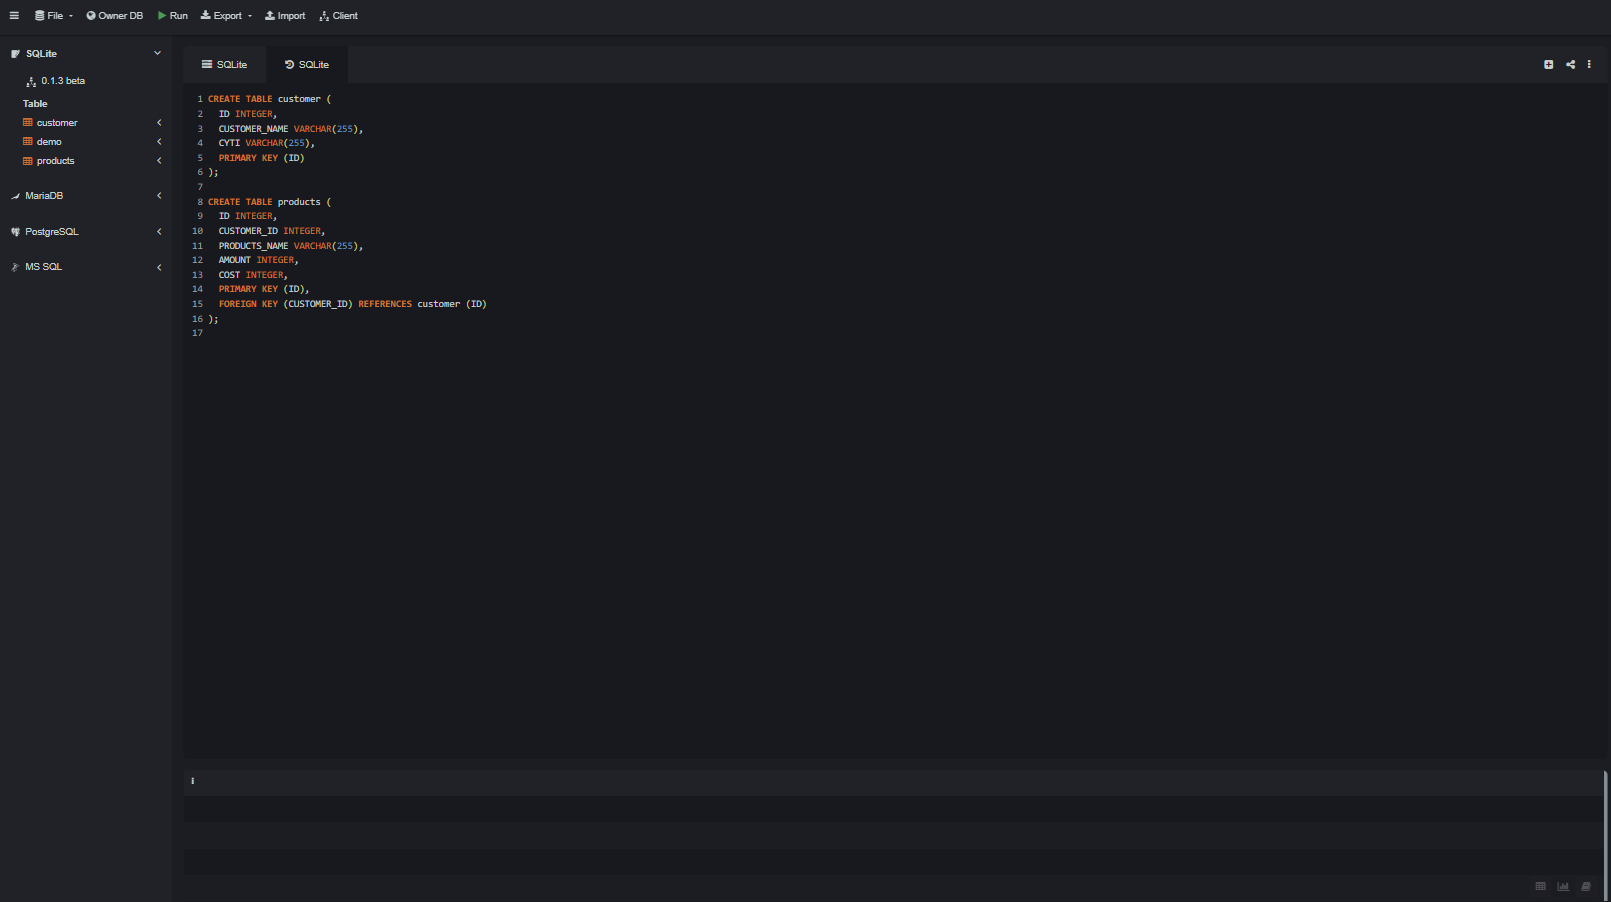 File Owner DB Run Export Import Client
SQLite
0.1.3 beta
Table
customer
demo
products
MariaDB
PostgreSQL
MS SQL
SQLite SQLite
1 CREATE TABLE customer (
2 ID INTEGER,
3 CUSTOMER_NAME VARCHAR(255),
4 CYTI VARCHAR(255),
5 PRIMARY KEY (ID)
6 );
7
8 CREATE TABLE products (
9 ID INTEGER,
10 CUSTOMER_ID INTEGER,
11 PRODUCTS_NAME VARCHAR(255),
12 AMOUNT INTEGER,
13 COST INTEGER,
14 PRIMARY KEY (ID),
15 FOREIGN KEY (CUSTOMER_ID) REFERENCES customer (ID)
16 );
17
i